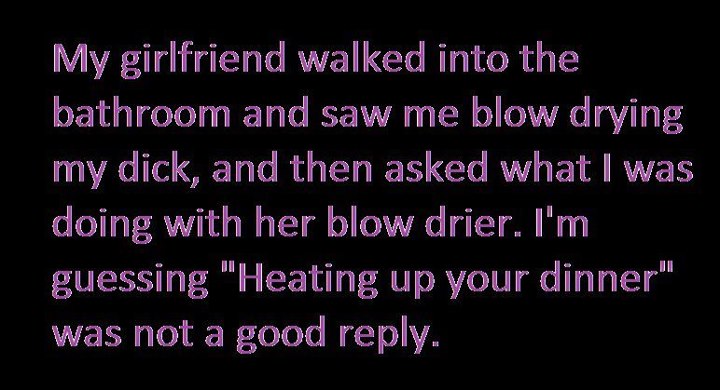 My girlfriend walked into the
bathroom and saw me blow drying
my dick, and then asked what I was
doing with her blow drier. I'm
guessing "Heating up your dinner"
was not a good reply.